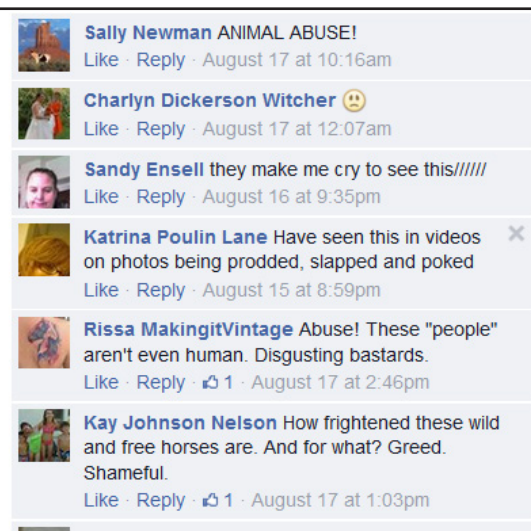 Sally Newman ANIMAL ABUSE!
Like · Reply · August 17 at 10:16am
Charlyn Dickerson Witcher
Like · Reply · August 17 at 12:07am
Sandy Ensell they make me cry to see this//////
Like · Reply · August 16 at 9:35pm
Katrina Poulin Lane Have seen this in videos
on photos being prodded, slapped and poked
Like · Reply · August 15 at 8:59pm
Rissa MakingitVintage Abuse! These "people"
aren't even human. Disgusting bastards.
Like · Reply · 1 · August 17 at 2:46pm
Kay Johnson Nelson How frightened these wild
and free horses are. And for what? Greed.
Shameful.
Like · Reply · 1 · August 17 at 1:03pm